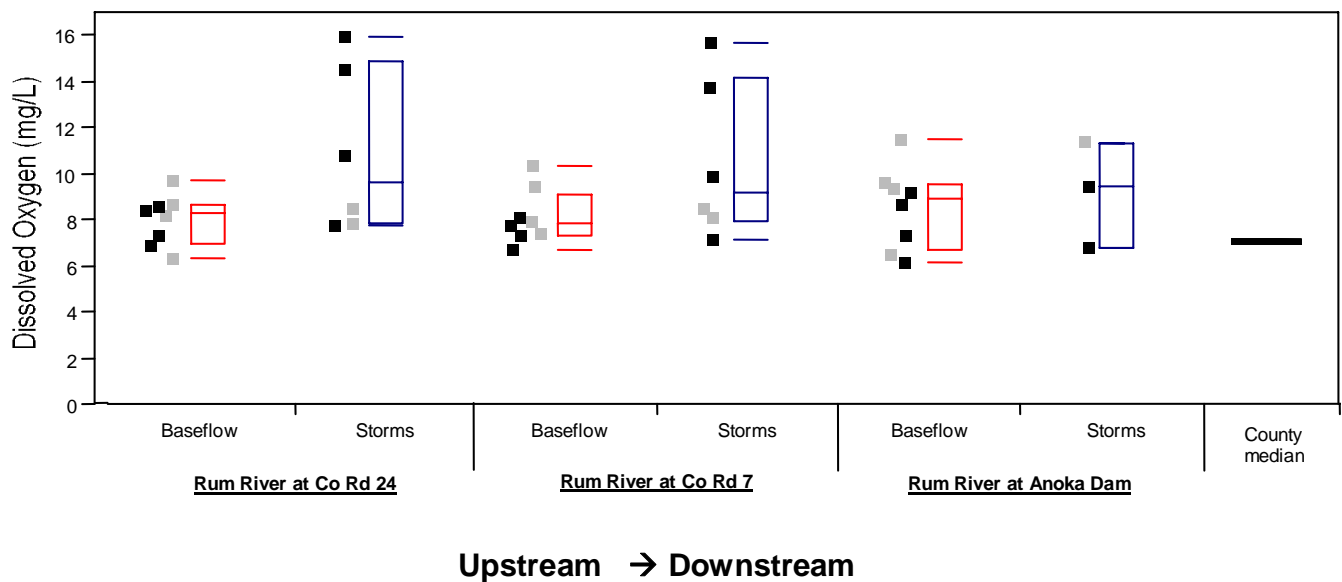 Dissolved Oxygen (mg/L)
16
14
12
10
8
6
4
2
0
Baseflow Storms Baseflow Storms Baseflow Storms County
median
Rum River at Co Rd 24 Rum River at Co Rd 7 Rum River at Anoka Dam
Upstream → Downstream